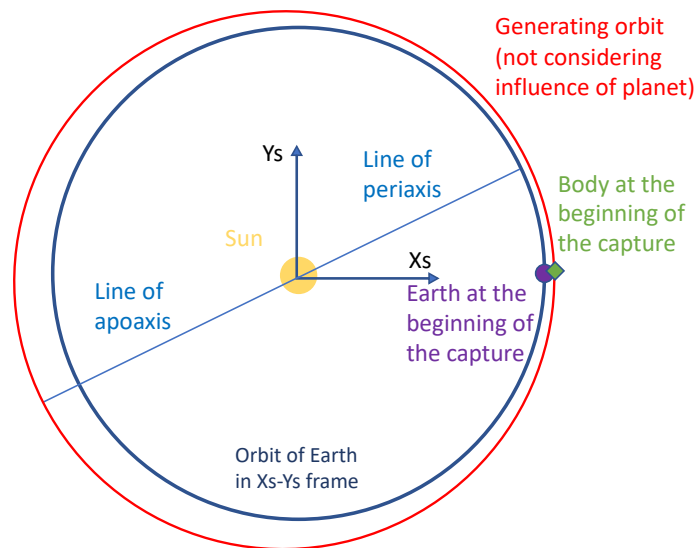 Generating orbit
(not considering
influence of planet)
Ys
Line of
periaxis
Body at the
beginning of
the capture
Sun
Xs
Line of
apoaxis
Earth at the
beginning of
the capture
Orbit of Earth
in Xs-Ys frame